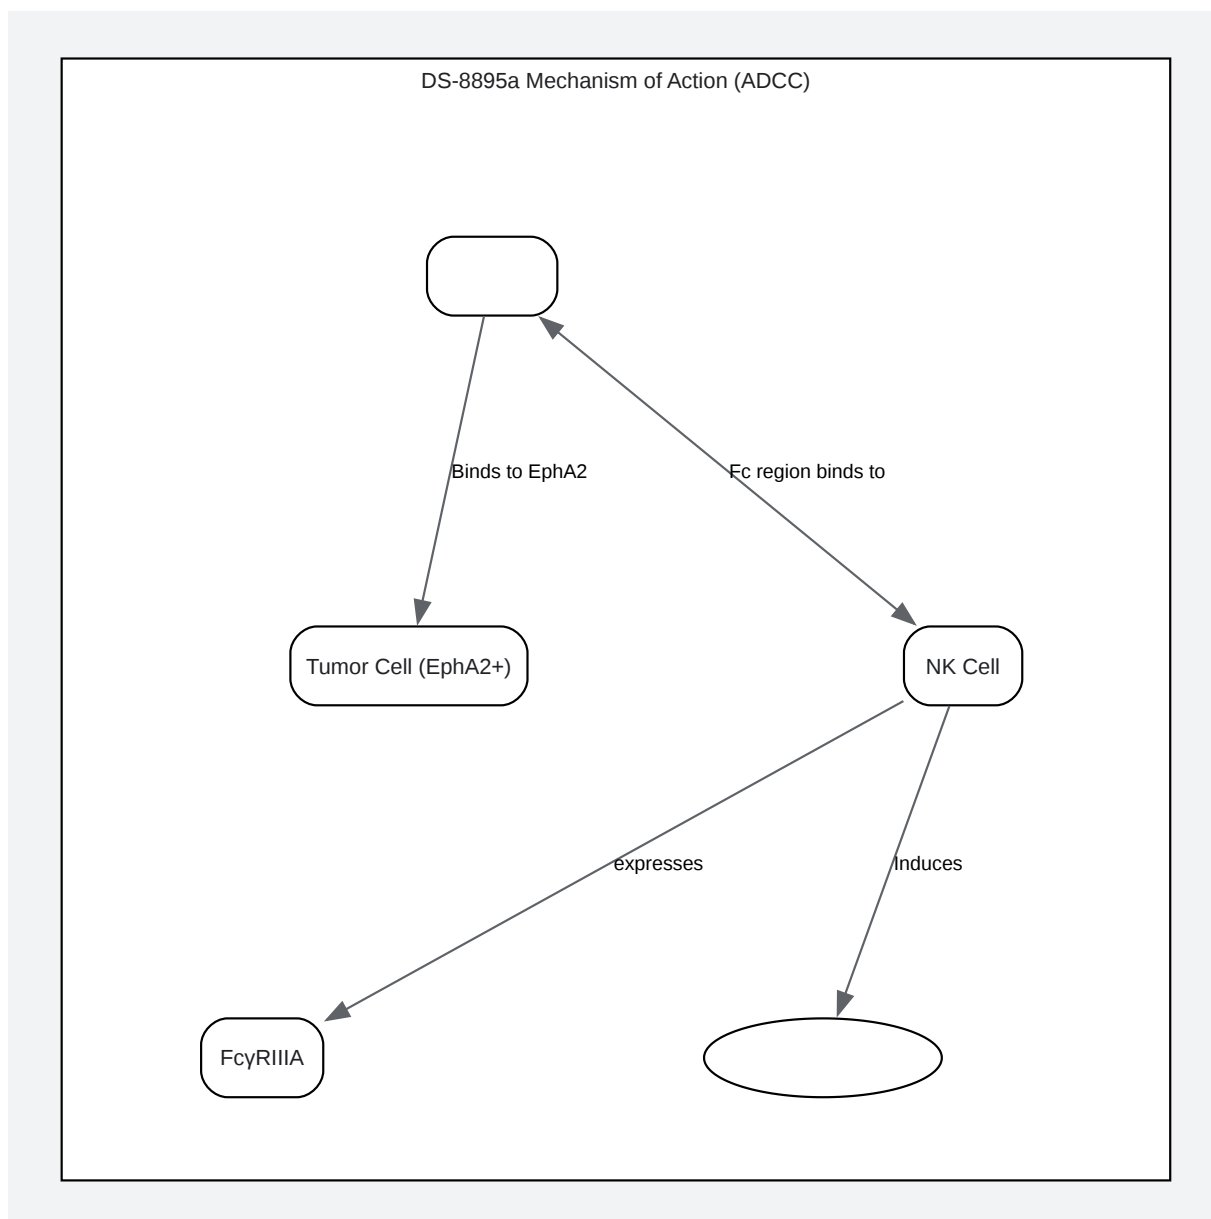 DS-8895a Mechanism of Action (ADCC)
Binds to EphA2
Fc region binds to
Tumor Cell (EphA2+)
NK Cell
expresses
Induces
FcγRIIIA